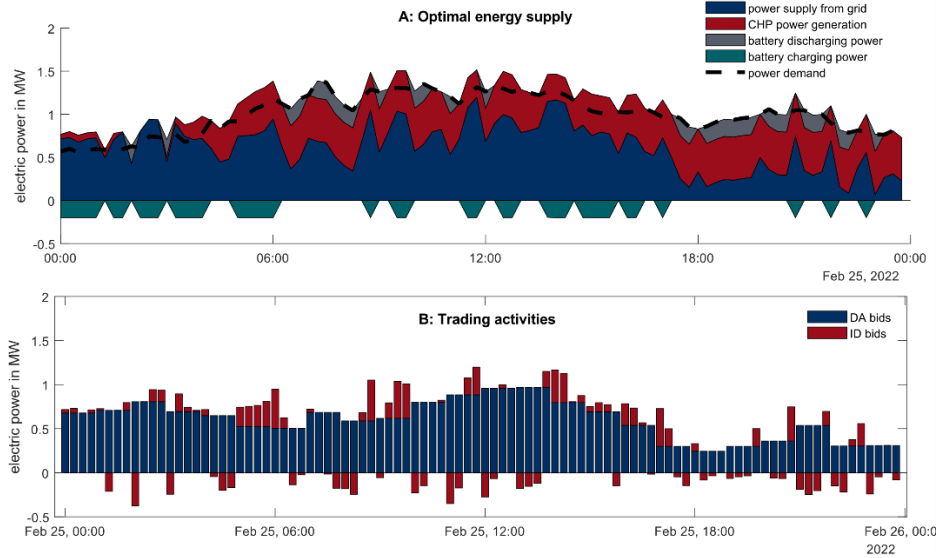 A: Optimal energy supply
power supply from grid
CHP power generation
battery discharging power
battery charging power
power demand
electric power in MW
2
1.5
1
0.5
0
-0.5
00:00 06:00 12:00 18:00 00:00
Feb 25, 2022
B: Trading activities
DA bids
ID bids
electric power in MW
2
1.5
1
0.5
0
-0.5
Feb 25, 00:00 Feb 25, 06:00 Feb 25, 12:00 Feb 25, 18:00 Feb 26, 00:0
2022